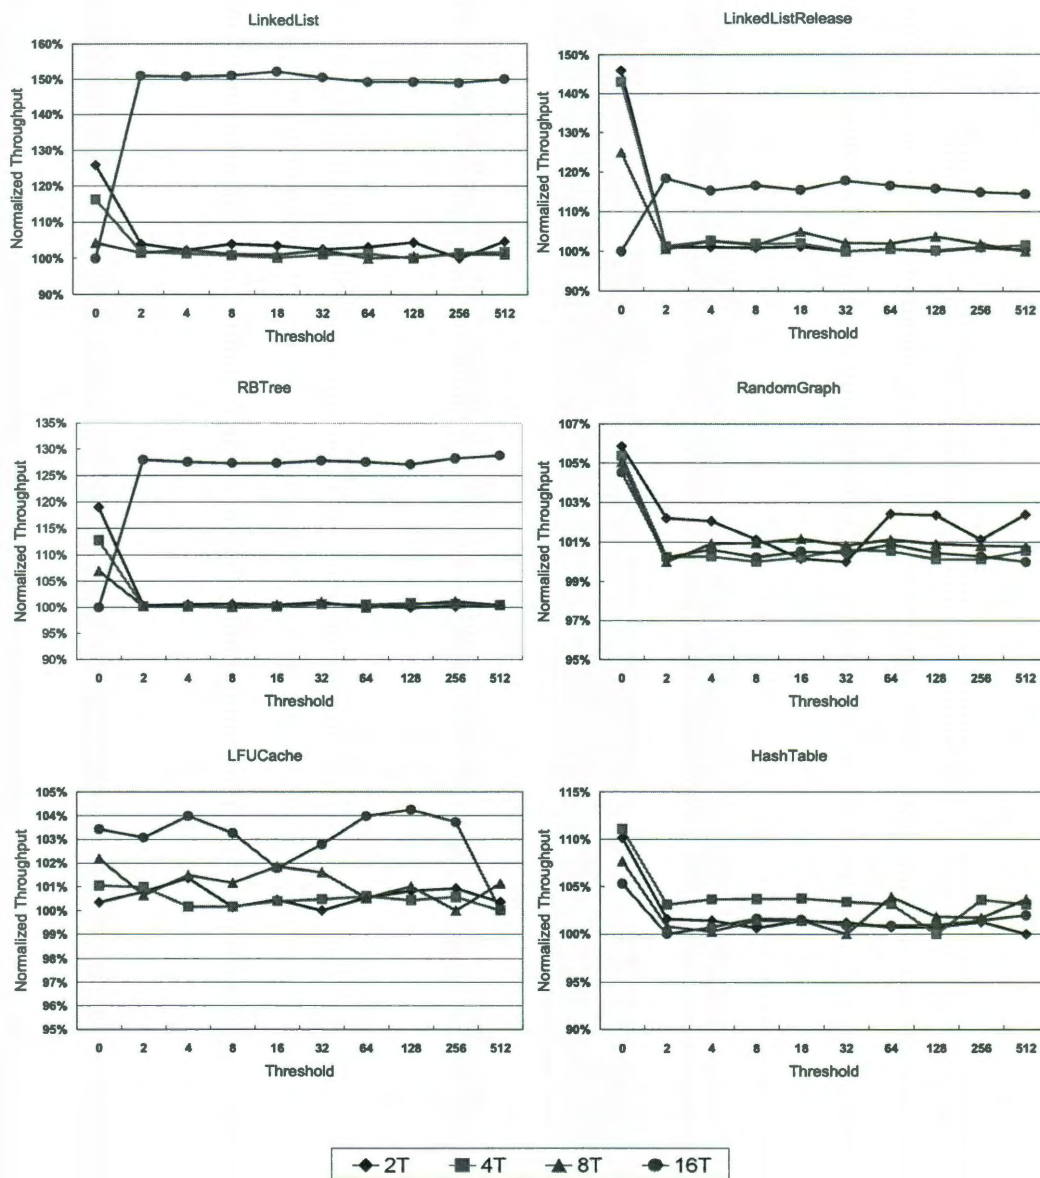 LinkedList
160%
150%
140%
130%
120%
110%
100%
90%
Normalized Throughput
0 2 4 8 16 32 64 128 256 512
Threshold
LinkedListRelease
150%
140%
130%
120%
110%
100%
90%
Normalized Throughput
0 2 4 8 16 32 64 128 256 512
Threshold
RBTree
135%
130%
125%
120%
115%
110%
105%
100%
95%
90%
Normalized Throughput
0 2 4 8 16 32 64 128 256 512
Threshold
RandomGraph
107%
105%
103%
101%
99%
97%
95%
Normalized Throughput
0 2 4 8 16 32 64 128 256 512
Threshold
LFUCache
105%
104%
103%
102%
101%
100%
99%
98%
97%
96%
95%
Normalized Throughput
0 2 4 8 16 32 64 128 256 512
Threshold
HashTable
115%
110%
105%
100%
95%
90%
Normalized Throughput
0 2 4 8 16 32 64 128 256 512
Threshold
2T 4T 8T 16T